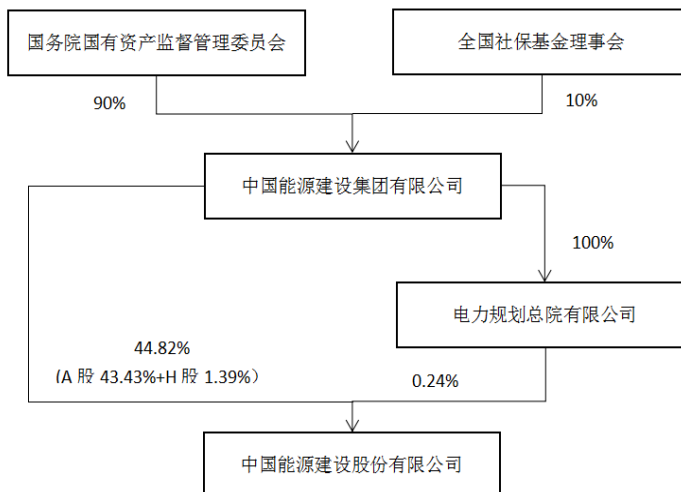 国务院国有资产监督管理委员会
全国社保基金理事会
90%
10%
中国能源建设集团有限公司
100%
电力规划总院有限公司
44.82%
(A 股 43.43%+H 股 1.39%）
0.24%
中国能源建设股份有限公司